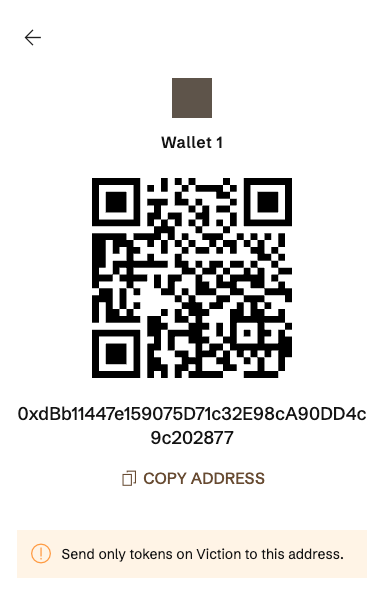 Wallet 1
0xdBb11447e159075D71c32E98cA90DD4c
9c202877
COPY ADDRESS
Send only tokens on Viction to this address.